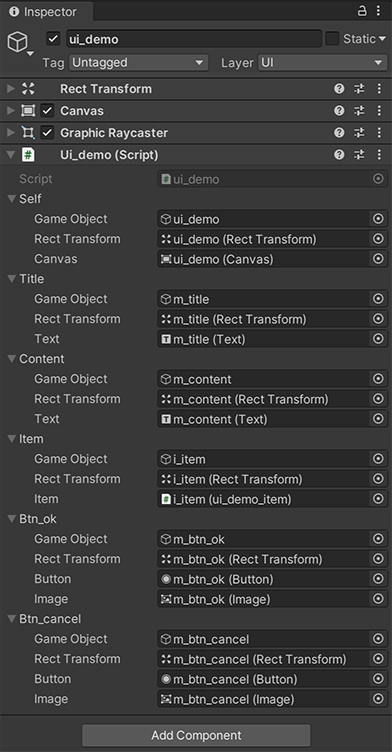 Inspector
ui_demo
Static
Tag Untagged Layer UI
Rect Transform
Canvas
Graphic Raycaster
Ui_demo (Script)
Script ui_demo
Self
Game Object ui_demo
Rect Transform ui_demo (Rect Transform)
Canvas ui_demo (Canvas)
Title
Game Object m_title
Rect Transform m_title (Rect Transform)
Text m_title (Text)
Content
Game Object m_content
Rect Transform m_content (Rect Transform)
Text m_content (Text)
Item
Game Object i_item
Rect Transform i_item (Rect Transform)
Item i_item (ui_demo_item)
Btn_ok
Game Object m_btn_ok
Rect Transform m_btn_ok (Rect Transform)
Button m_btn_ok (Button)
Image m_btn_ok (Image)
Btn_cancel
Game Object m_btn_cancel
Rect Transform m_btn_cancel (Rect Transform)
Button m_btn_cancel (Button)
Image m_btn_cancel (Image)
Add Component